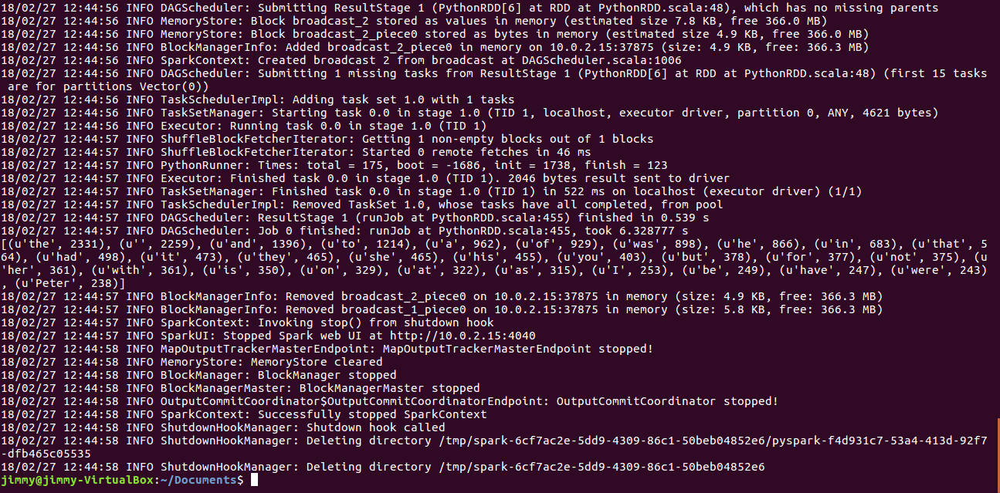 18/02/27 12:44:56 INFO DAGScheduler: Submitting ResultStage 1 (PythonRDD[6] at RDD at PythonRDD.scala:48), which has no missing parents
18/02/27 12:44:56 INFO MemoryStore: Block broadcast_2 stored as values in memory (estimated size 7.8 KB, free 366.0 MB)
18/02/27 12:44:56 INFO MemoryStore: Block broadcast_2_piece0 stored as bytes in memory (estimated size 4.9 KB, free 366.0 MB)
18/02/27 12:44:56 INFO BlockManagerInfo: Added broadcast_2_piece0 in memory on 10.0.2.15:37875 (size: 4.9 KB, free: 366.3 MB)
18/02/27 12:44:56 INFO SparkContext: Created broadcast 2 from broadcast at DAGScheduler.scala:1006
18/02/27 12:44:56 INFO DAGScheduler: Submitting 1 missing tasks from ResultStage 1 (PythonRDD[6] at RDD at PythonRDD.scala:48) (first 15 tasks
 are for partitions Vector(0))
18/02/27 12:44:56 INFO TaskSchedulerImpl: Adding task set 1.0 with 1 tasks
18/02/27 12:44:56 INFO TaskSetManager: Starting task 0.0 in stage 1.0 (TID 1, localhost, executor driver, partition 0, ANY, 4621 bytes)
18/02/27 12:44:56 INFO Executor: Running task 0.0 in stage 1.0 (TID 1)
18/02/27 12:44:57 INFO ShuffleBlockFetcherIterator: Getting 1 non-empty blocks out of 1 blocks
18/02/27 12:44:57 INFO ShuffleBlockFetcherIterator: Started 0 remote fetches in 46 ms
18/02/27 12:44:57 INFO PythonRunner: Times: total = 175, boot = -1686, init = 1738, finish = 123
18/02/27 12:44:57 INFO Executor: Finished task 0.0 in stage 1.0 (TID 1). 2046 bytes result sent to driver
18/02/27 12:44:57 INFO TaskSetManager: Finished task 0.0 in stage 1.0 (TID 1) in 522 ms on localhost (executor driver) (1/1)
18/02/27 12:44:57 INFO TaskSchedulerImpl: Removed TaskSet 1.0, whose tasks have all completed, from pool
18/02/27 12:44:57 INFO DAGScheduler: ResultStage 1 (runJob at PythonRDD.scala:455) finished in 0.539 s
18/02/27 12:44:57 INFO DAGScheduler: Job 0 finished: runJob at PythonRDD.scala:455, took 6.328777 s
[(u'the', 2331), (u'', 2259), (u'and', 1396), (u'to', 1214), (u'a', 962), (u'of', 929), (u'was', 898), (u'he', 866), (u'in', 683), (u'that', 5
64), (u'had', 498), (u'it', 473), (u'they', 465), (u'she', 465), (u'his', 455), (u'you', 403), (u'but', 378), (u'for', 377), (u'not', 375), (u
'her', 361), (u'with', 361), (u'is', 350), (u'on', 329), (u'at', 322), (u'as', 315), (u'I', 253), (u'be', 249), (u'have', 247), (u'were', 243)
, (u'Peter', 238)]
18/02/27 12:44:57 INFO BlockManagerInfo: Removed broadcast_2_piece0 on 10.0.2.15:37875 in memory (size: 4.9 KB, free: 366.3 MB)
18/02/27 12:44:57 INFO BlockManagerInfo: Removed broadcast_1_piece0 on 10.0.2.15:37875 in memory (size: 5.8 KB, free: 366.3 MB)
18/02/27 12:44:57 INFO SparkContext: Invoking stop() from shutdown hook
18/02/27 12:44:57 INFO SparkUI: Stopped Spark web UI at http://10.0.2.15:4040
18/02/27 12:44:58 INFO MapOutputTrackerMasterEndpoint: MapOutputTrackerMasterEndpoint stopped!
18/02/27 12:44:58 INFO MemoryStore: MemoryStore cleared
18/02/27 12:44:58 INFO BlockManager: BlockManager stopped
18/02/27 12:44:58 INFO BlockManagerMaster: BlockManagerMaster stopped
18/02/27 12:44:58 INFO OutputCommitCoordinator$OutputCommitCoordinatorEndpoint: OutputCommitCoordinator stopped!
18/02/27 12:44:58 INFO SparkContext: Successfully stopped SparkContext
18/02/27 12:44:58 INFO ShutdownHookManager: Shutdown hook called
18/02/27 12:44:58 INFO ShutdownHookManager: Deleting directory /tmp/spark-6cf7ac2e-5dd9-4309-86c1-50beb04852e6/pyspark-f4d931c7-53a4-413d-92f7
-dfb465c05535
18/02/27 12:44:58 INFO ShutdownHookManager: Deleting directory /tmp/spark-6cf7ac2e-5dd9-4309-86c1-50beb04852e6
jimmy@jimmy-VirtualBox:~/Documents$